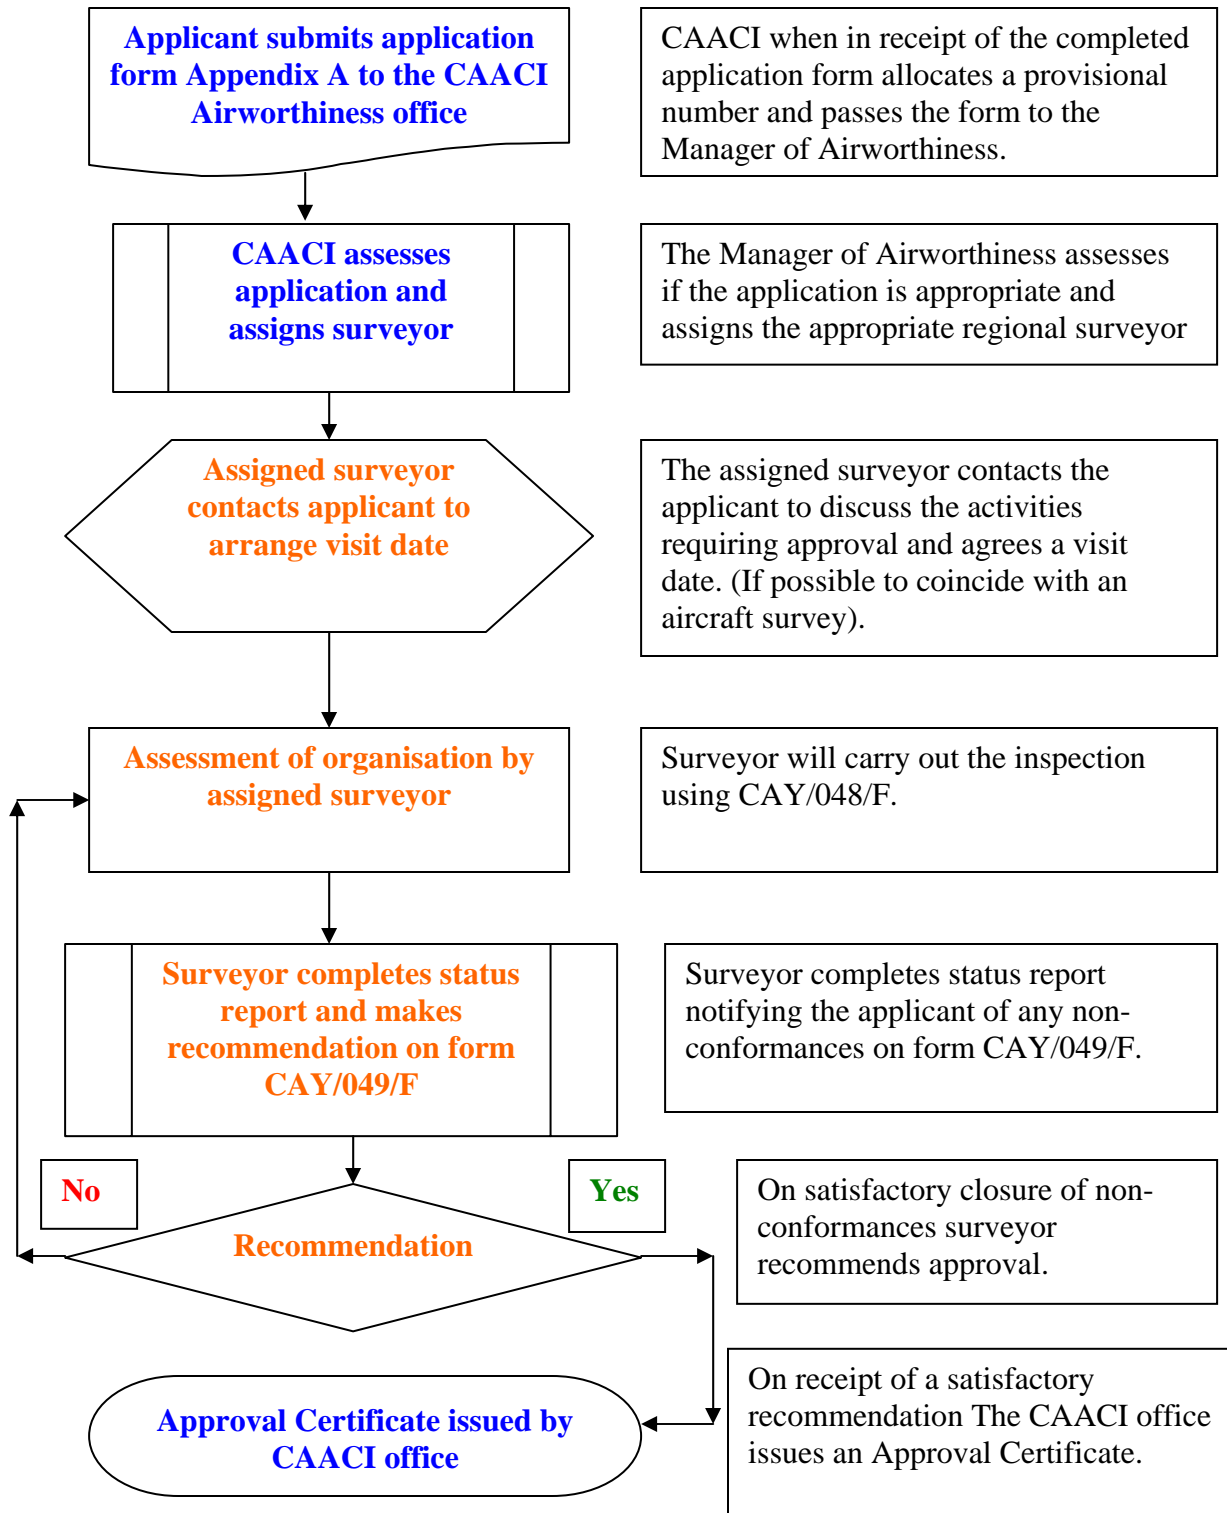 Applicant submits application
form Appendix A to the CAACI
Airworthiness office
CAACI when in receipt of the completed
application form allocates a provisional
number and passes the form to the
Manager of Airworthiness.
CAACI assesses
application and
assigns surveyor
The Manager of Airworthiness assesses
if the application is appropriate and
assigns the appropriate regional surveyor
Assigned surveyor
contacts applicant to
arrange visit date
The assigned surveyor contacts the
applicant to discuss the activities
requiring approval and agrees a visit
date. (If possible to coincide with an
aircraft survey).
Assessment of organisation by
assigned surveyor
Surveyor will carry out the inspection
using CAY/048/F.
Surveyor completes status
report and makes
recommendation on form
CAY/049/F
Surveyor completes status report
notifying the applicant of any non-
conformances on form CAY/049/F.
No
Yes
Recommendation
On satisfactory closure of non-
conformances surveyor
recommends approval.
Approval Certificate issued by
CAACI office
On receipt of a satisfactory
recommendation The CAACI office
issues an Approval Certificate.